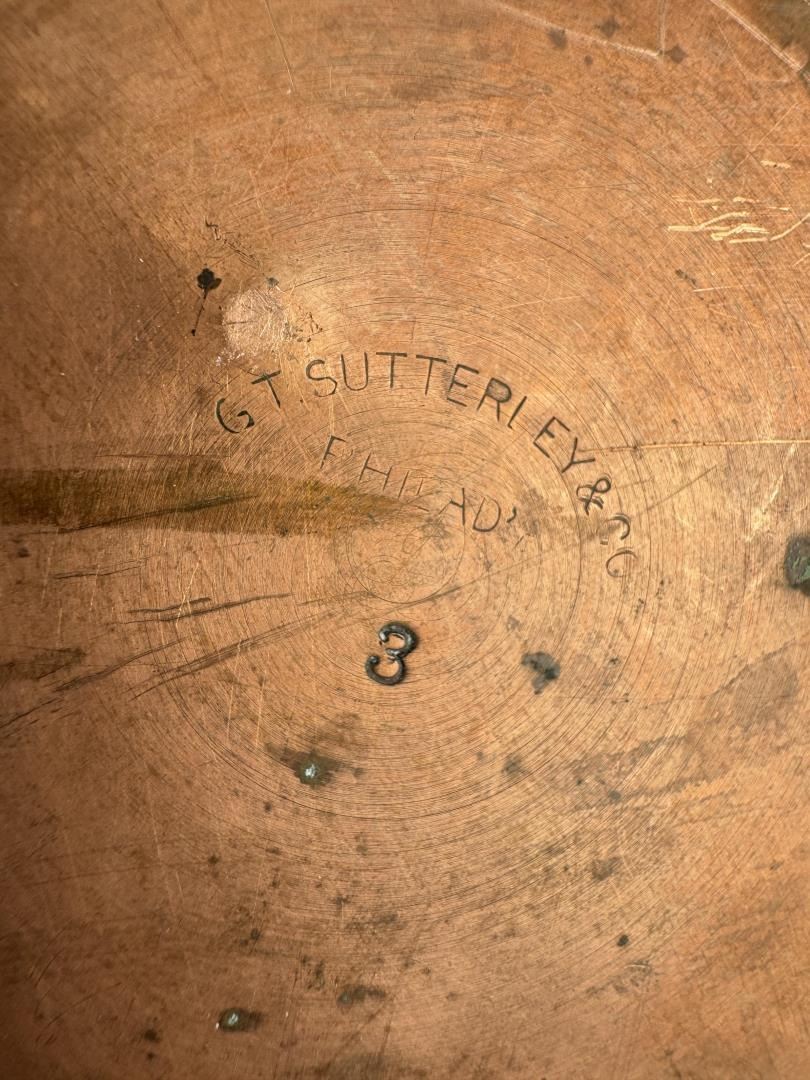 G.T. SUTTERLEY & CO
PHILAD'A
3